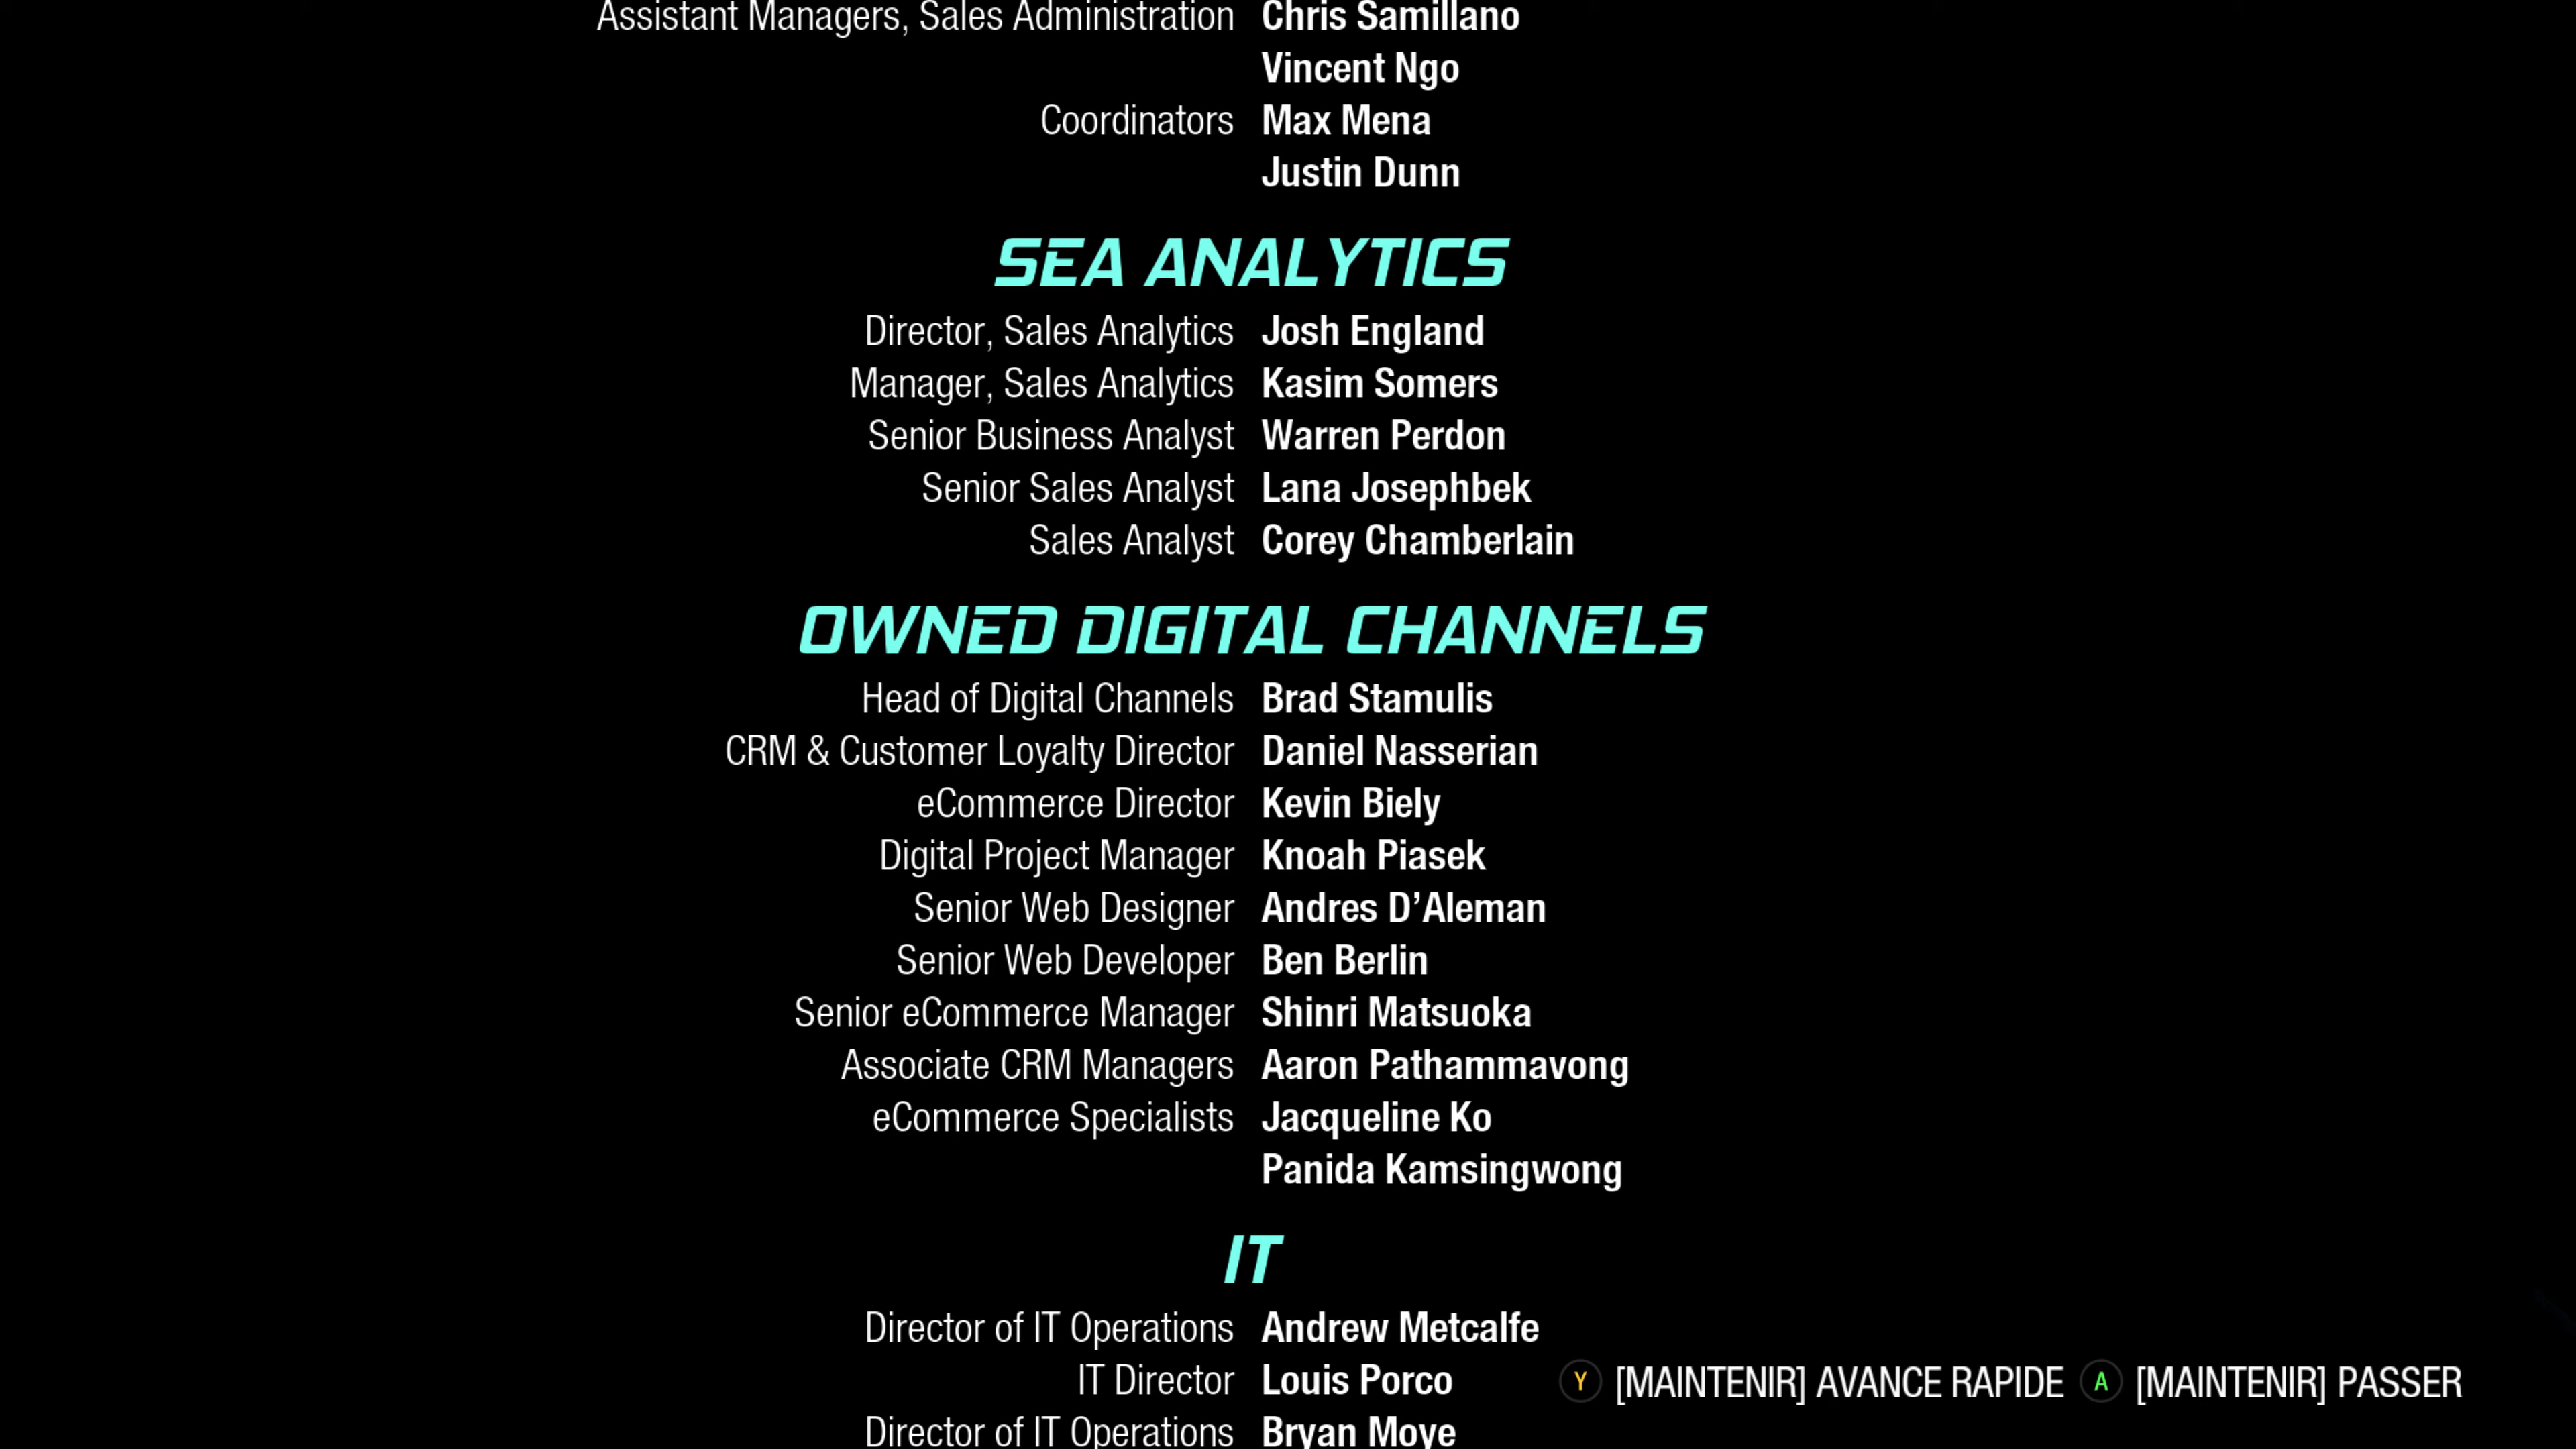 Assistant Managers, Sales Administration Chris Samillano
Vincent Ngo
Coordinators Max Mena
Justin Dunn
SEA ANALYTICS
Director, Sales Analytics Josh England
Manager, Sales Analytics Kasim Somers
Senior Business Analyst Warren Perdon
Senior Sales Analyst Lana Josephbek
Sales Analyst Corey Chamberlain
OWNED DIGITAL CHANNELS
Head of Digital Channels Brad Stamulis
CRM & Customer Loyalty Director Daniel Nasserian
eCommerce Director Kevin Biely
Digital Project Manager Knoah Piasek
Senior Web Designer Andres D’Aleman
Senior Web Developer Ben Berlin
Senior eCommerce Manager Shinri Matsuoka
Associate CRM Managers Aaron Pathammavong
eCommerce Specialists Jacqueline Ko
Panida Kamsingwong
IT
Director of IT Operations Andrew Metcalfe
IT Director Louis Porco
Y [MAINTENIR] AVANCE RAPIDE A [MAINTENIR] PASSER
Director of IT Operations Bryan Moye